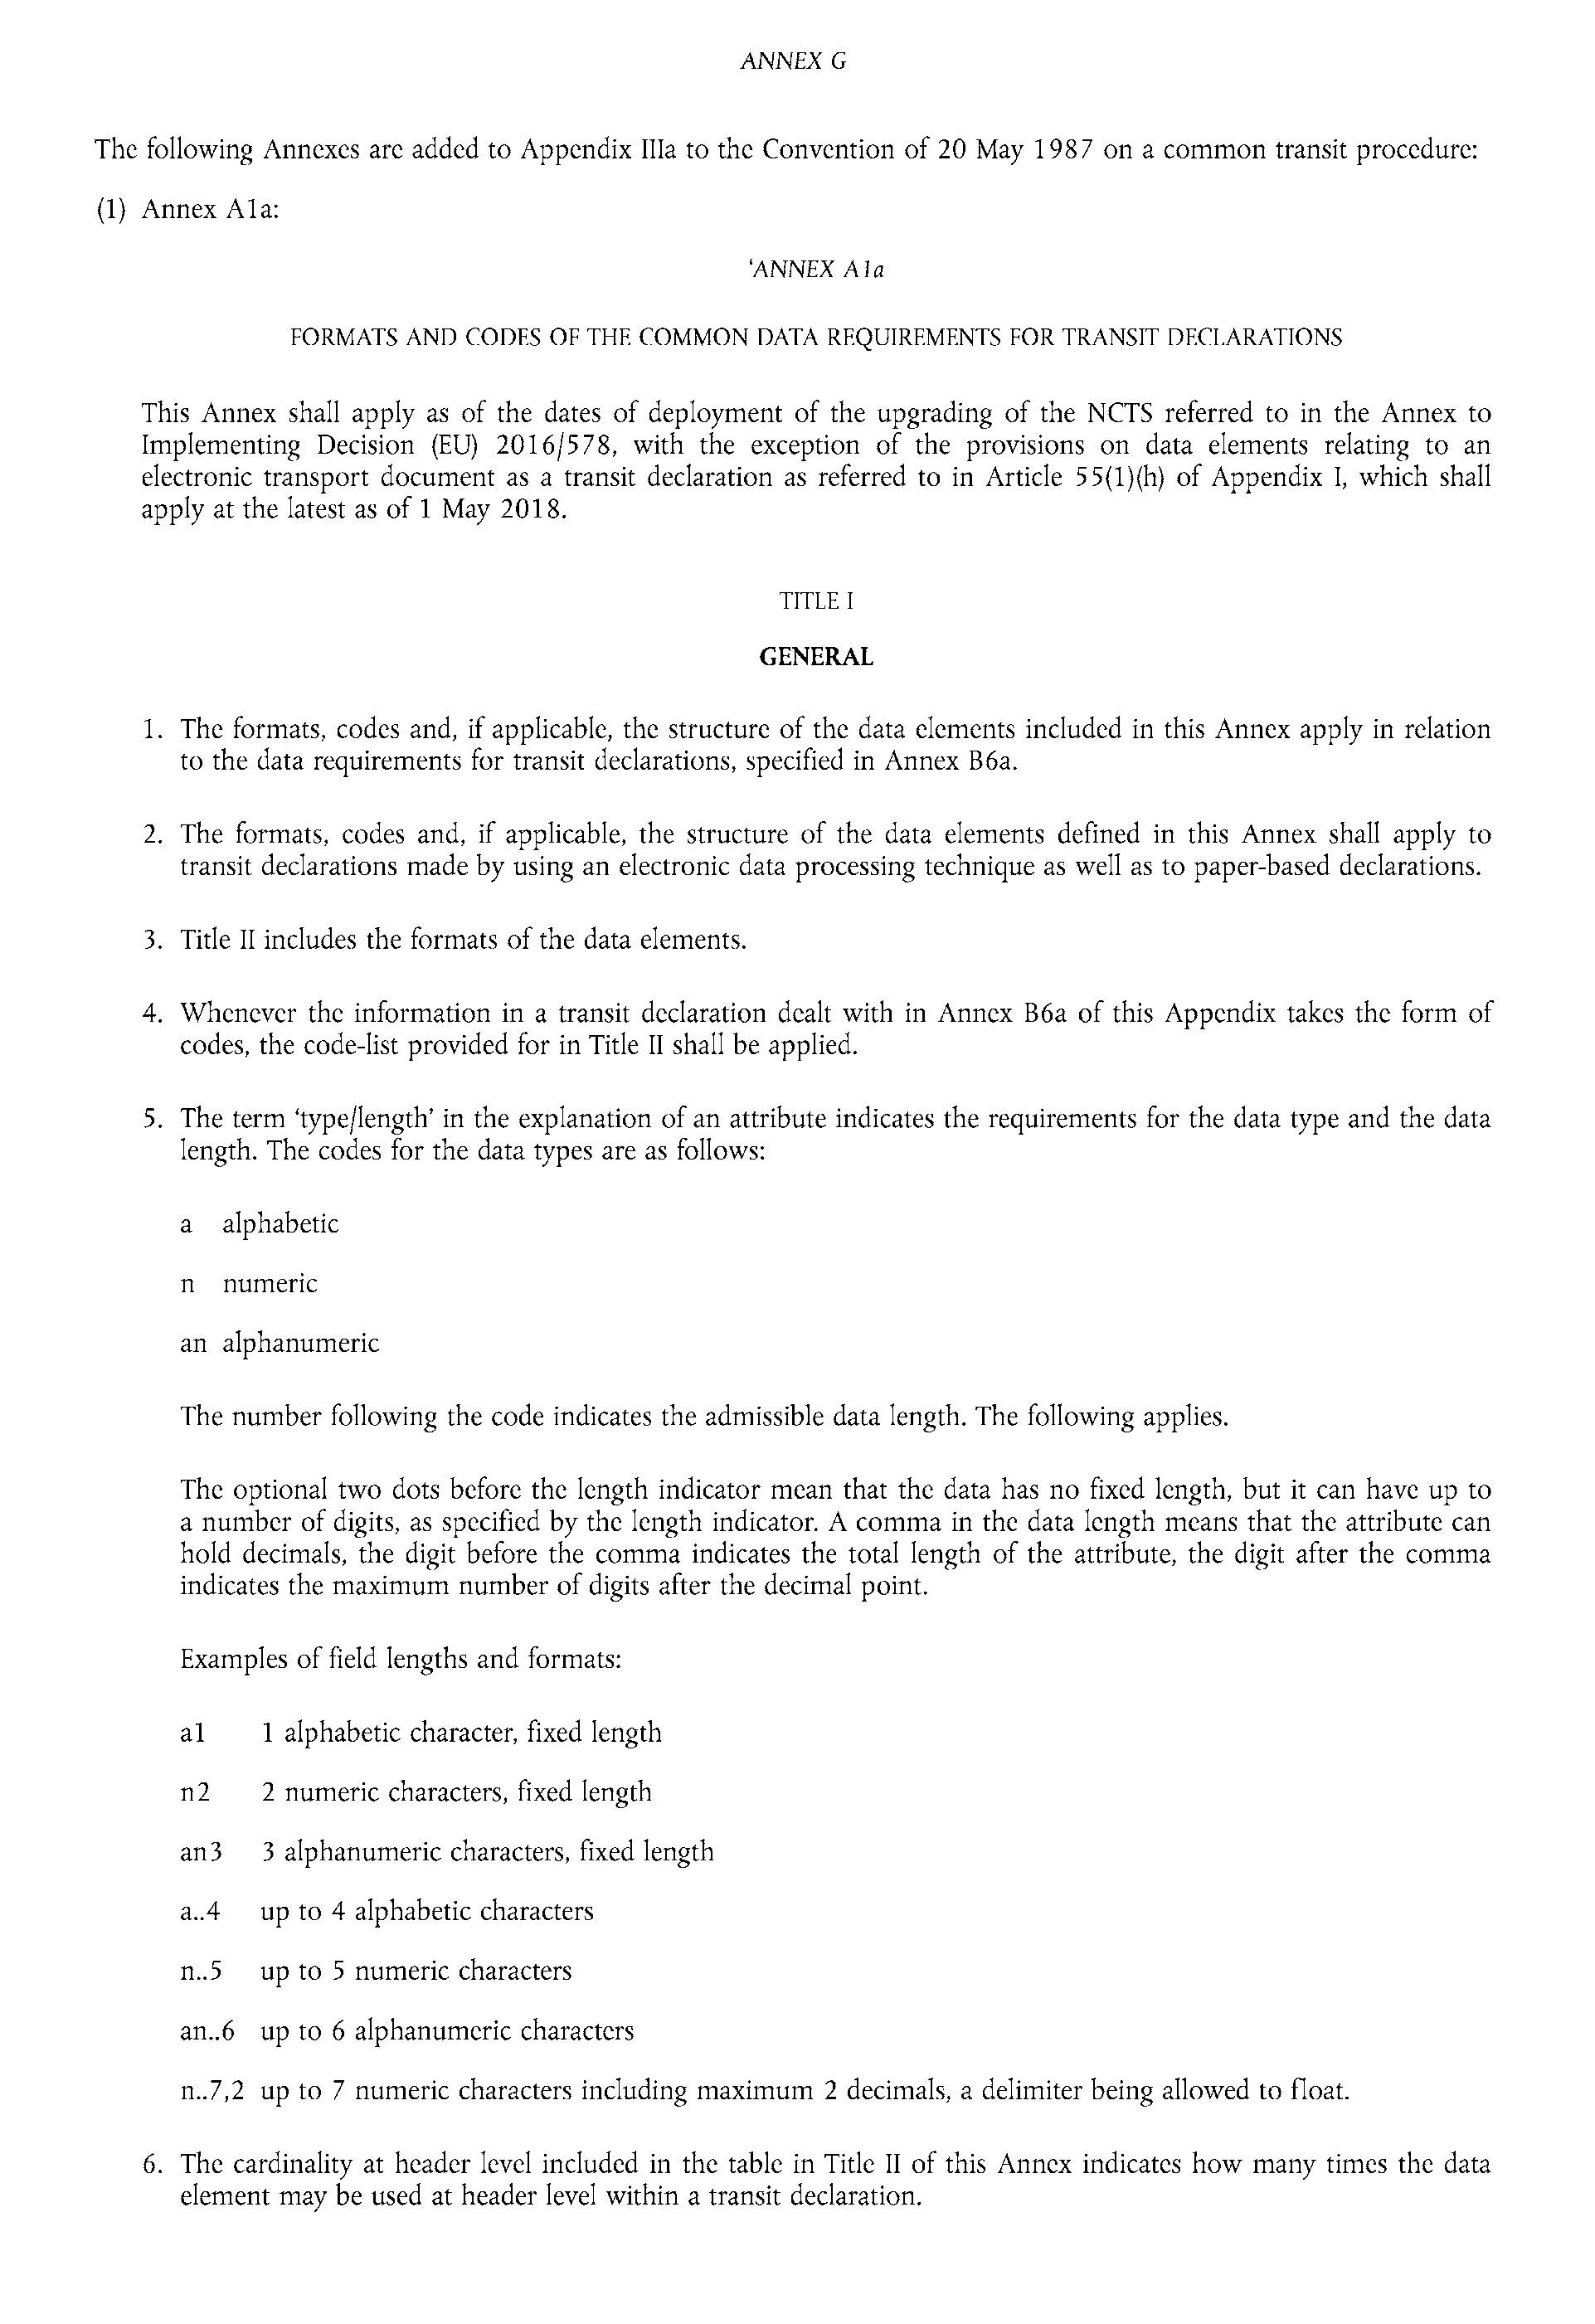 ANNEX G
The following Annexes are added to Appendix IIIa to the Convention of 20 May 1987 on a common transit procedure:
(1) Annex A1a:
‘ANNEX A1a
FORMATS AND CODES OF THE COMMON DATA REQUIREMENTS FOR TRANSIT DECLARATIONS
This Annex shall apply as of the dates of deployment of the upgrading of the NCTS referred to in the Annex to
Implementing Decision (EU) 2016/578, with the exception of the provisions on data elements relating to an
electronic transport document as a transit declaration as referred to in Article 55(1)(h) of Appendix I, which shall
apply at the latest as of 1 May 2018.
TITLE I
GENERAL
1. The formats, codes and, if applicable, the structure of the data elements included in this Annex apply in relation
to the data requirements for transit declarations, specified in Annex B6a.
2. The formats, codes and, if applicable, the structure of the data elements defined in this Annex shall apply to
transit declarations made by using an electronic data processing technique as well as to paper-based declarations.
3. Title II includes the formats of the data elements.
4. Whenever the information in a transit declaration dealt with in Annex B6a of this Appendix takes the form of
codes, the code-list provided for in Title II shall be applied.
5. The term ‘type/length’ in the explanation of an attribute indicates the requirements for the data type and the data
length. The codes for the data types are as follows:
a alphabetic
n numeric
an alphanumeric
The number following the code indicates the admissible data length. The following applies.
The optional two dots before the length indicator mean that the data has no fixed length, but it can have up to
a number of digits, as specified by the length indicator. A comma in the data length means that the attribute can
hold decimals, the digit before the comma indicates the total length of the attribute, the digit after the comma
indicates the maximum number of digits after the decimal point.
Examples of field lengths and formats:
a1 1 alphabetic character, fixed length
n2 2 numeric characters, fixed length
an3 3 alphanumeric characters, fixed length
a..4 up to 4 alphabetic characters
n..5 up to 5 numeric characters
an..6 up to 6 alphanumeric characters
n..7,2 up to 7 numeric characters including maximum 2 decimals, a delimiter being allowed to float.
6. The cardinality at header level included in the table in Title II of this Annex indicates how many times the data
element may be used at header level within a transit declaration.